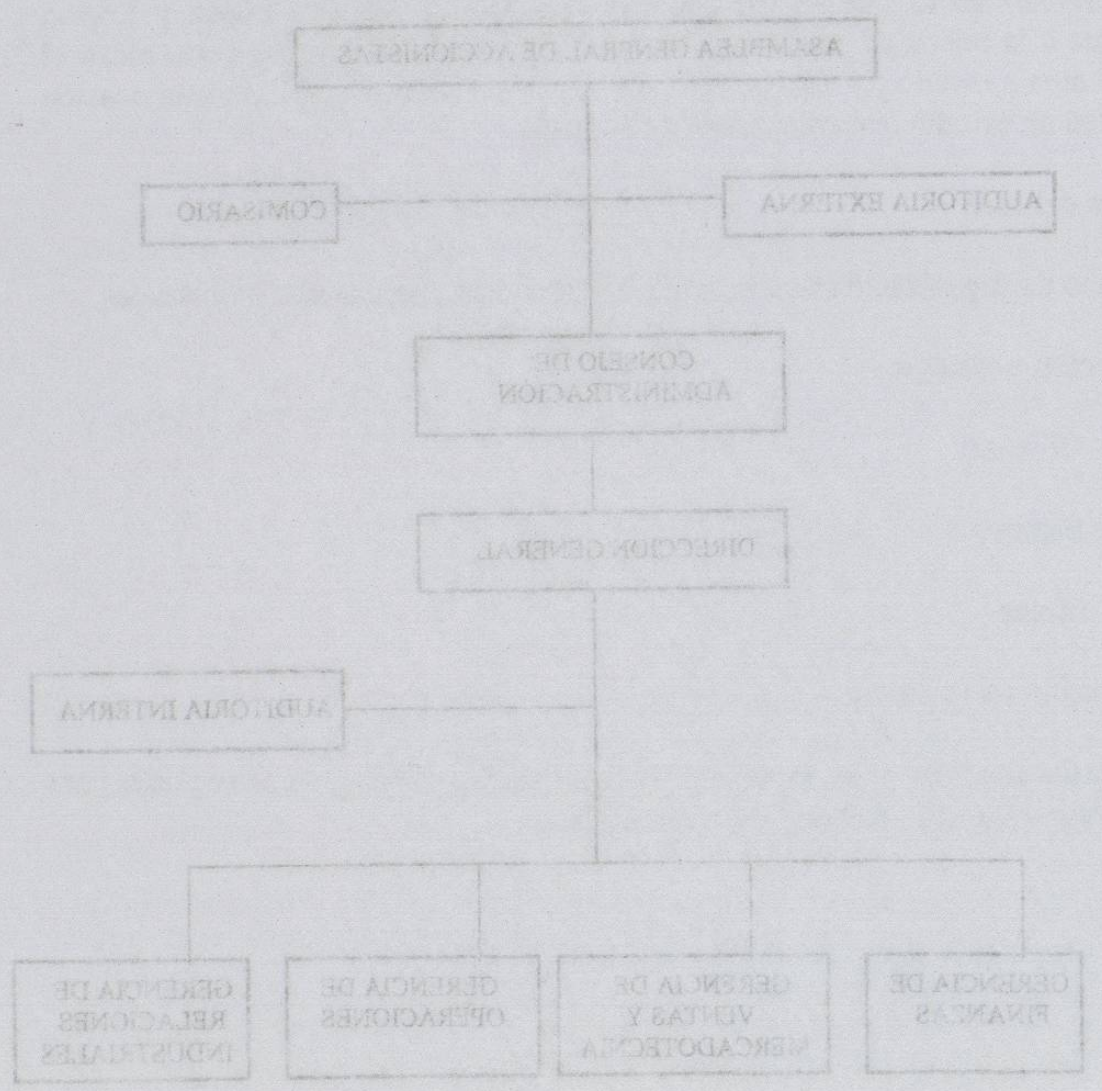 ASAMBLEA GENERAL DE ACCIONISTAS
AUDITORIA EXTERNA
COMISARIO
CONSEJO DE
ADMINISTRACION
DIRECCION GENERAL
AUDITORIA INTERNA
GERENCIA DE
FINANZAS
GERENCIA DE
VENTAS Y
MERCADOTECNIA
GERENCIA DE
OPERACIONES
GERENCIA DE
RELACIONES
INDUSTRIALES